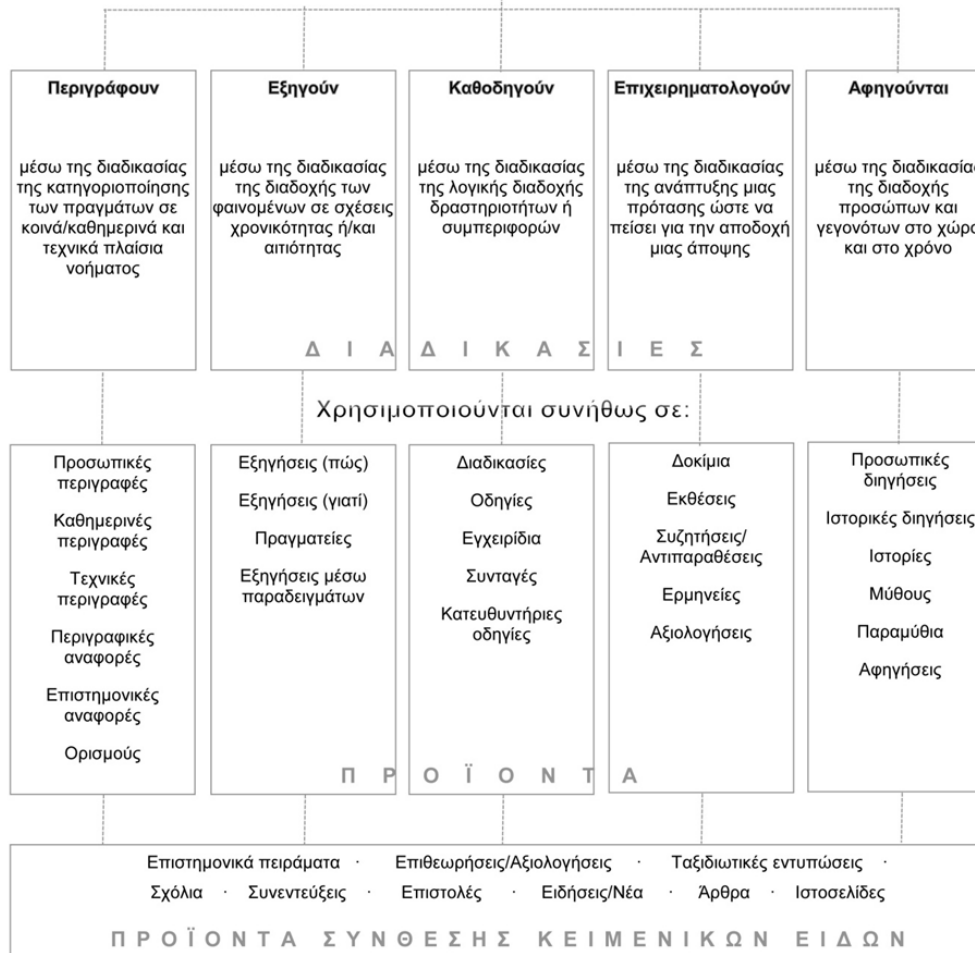 Περιγράφουν
μέσω της διαδικασίας
της κατηγοριοποίησης
των πραγμάτων σε
κοινά/καθημερινά και
τεχνικά πλαίσια
νοήματος
Εξηγούν
μέσω της διαδικασίας
της διαδοχής των
φαινομένων σε σχέσεις
χρονικότητας ή/και
αιτιότητας
Καθοδηγούν
μέσω της διαδικασίας
της λογικής διαδοχής
δραστηριοτήτων ή
συμπεριφορών
Επιχειρηματολογούν
μέσω της διαδικασίας
της ανάπτυξης μιας
πρότασης ώστε να
πείσει για την αποδοχή
μιας άποψης
Αφηγούνται
μέσω της διαδικασίας
της διαδοχής
προσώπων και
γεγονότων στο χώρο
και στο χρόνο
ΔΙΑΔΙΚΑΣΙΕΣ
Χρησιμοποιούνται συνήθως σε:
Προσωπικές
περιγραφές
Καθημερινές
περιγραφές
Τεχνικές
περιγραφές
Περιγραφικές
αναφορές
Επιστημονικές
αναφορές
Ορισμούς
Εξηγήσεις (πώς)
Εξηγήσεις (γιατί)
Πραγματείες
Εξηγήσεις μέσω
παραδειγμάτων
Διαδικασίες
Οδηγίες
Εγχειρίδια
Συνταγές
Κατευθυντήριες
οδηγίες
Δοκίμια
Εκθέσεις
Συζητήσεις/
Αντιπαραθέσεις
Ερμηνείες
Αξιολογήσεις
Προσωπικές
διηγήσεις
Ιστορικές διηγήσεις
Ιστορίες
Μύθους
Παραμύθια
Αφηγήσεις
ΠΡΟΪΟΝΤΑ
Επιστημονικά πειράματα · Επιθεωρήσεις/Αξιολογήσεις · Ταξιδιωτικές εντυπώσεις ·
Σχόλια · Συνεντεύξεις · Επιστολές · Ειδήσεις/Νέα · Άρθρα · Ιστοσελίδες
ΠΡΟΪΟΝΤΑ ΣΥΝΘΕΣΗΣ ΚΕΙΜΕΝΙΚΩΝ ΕΙΔΩΝ